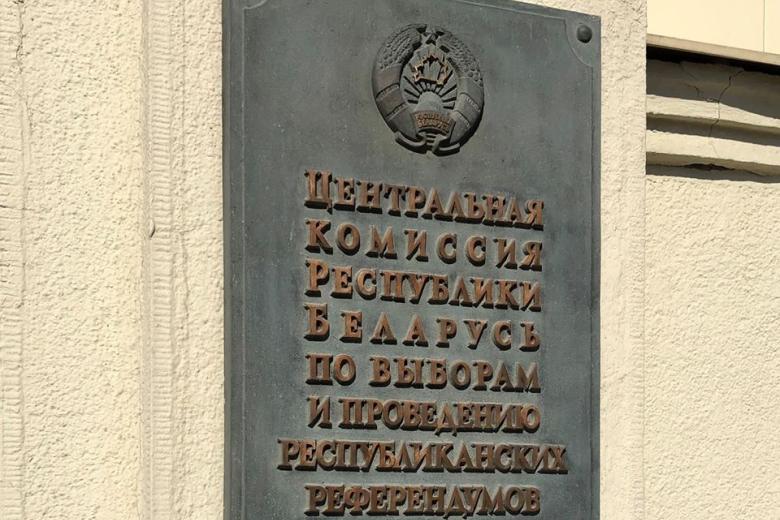 ЦЕНТРАЛЬНАЯ
КОМИССИЯ
РЕСПУБЛИКИ
БЕЛАРУСЬ
ПО ВЫБОРАМ
И ПРОВЕДЕНИЮ
РЕСПУБЛИКАНСКИХ
РЕФЕРЕНДУМОВ